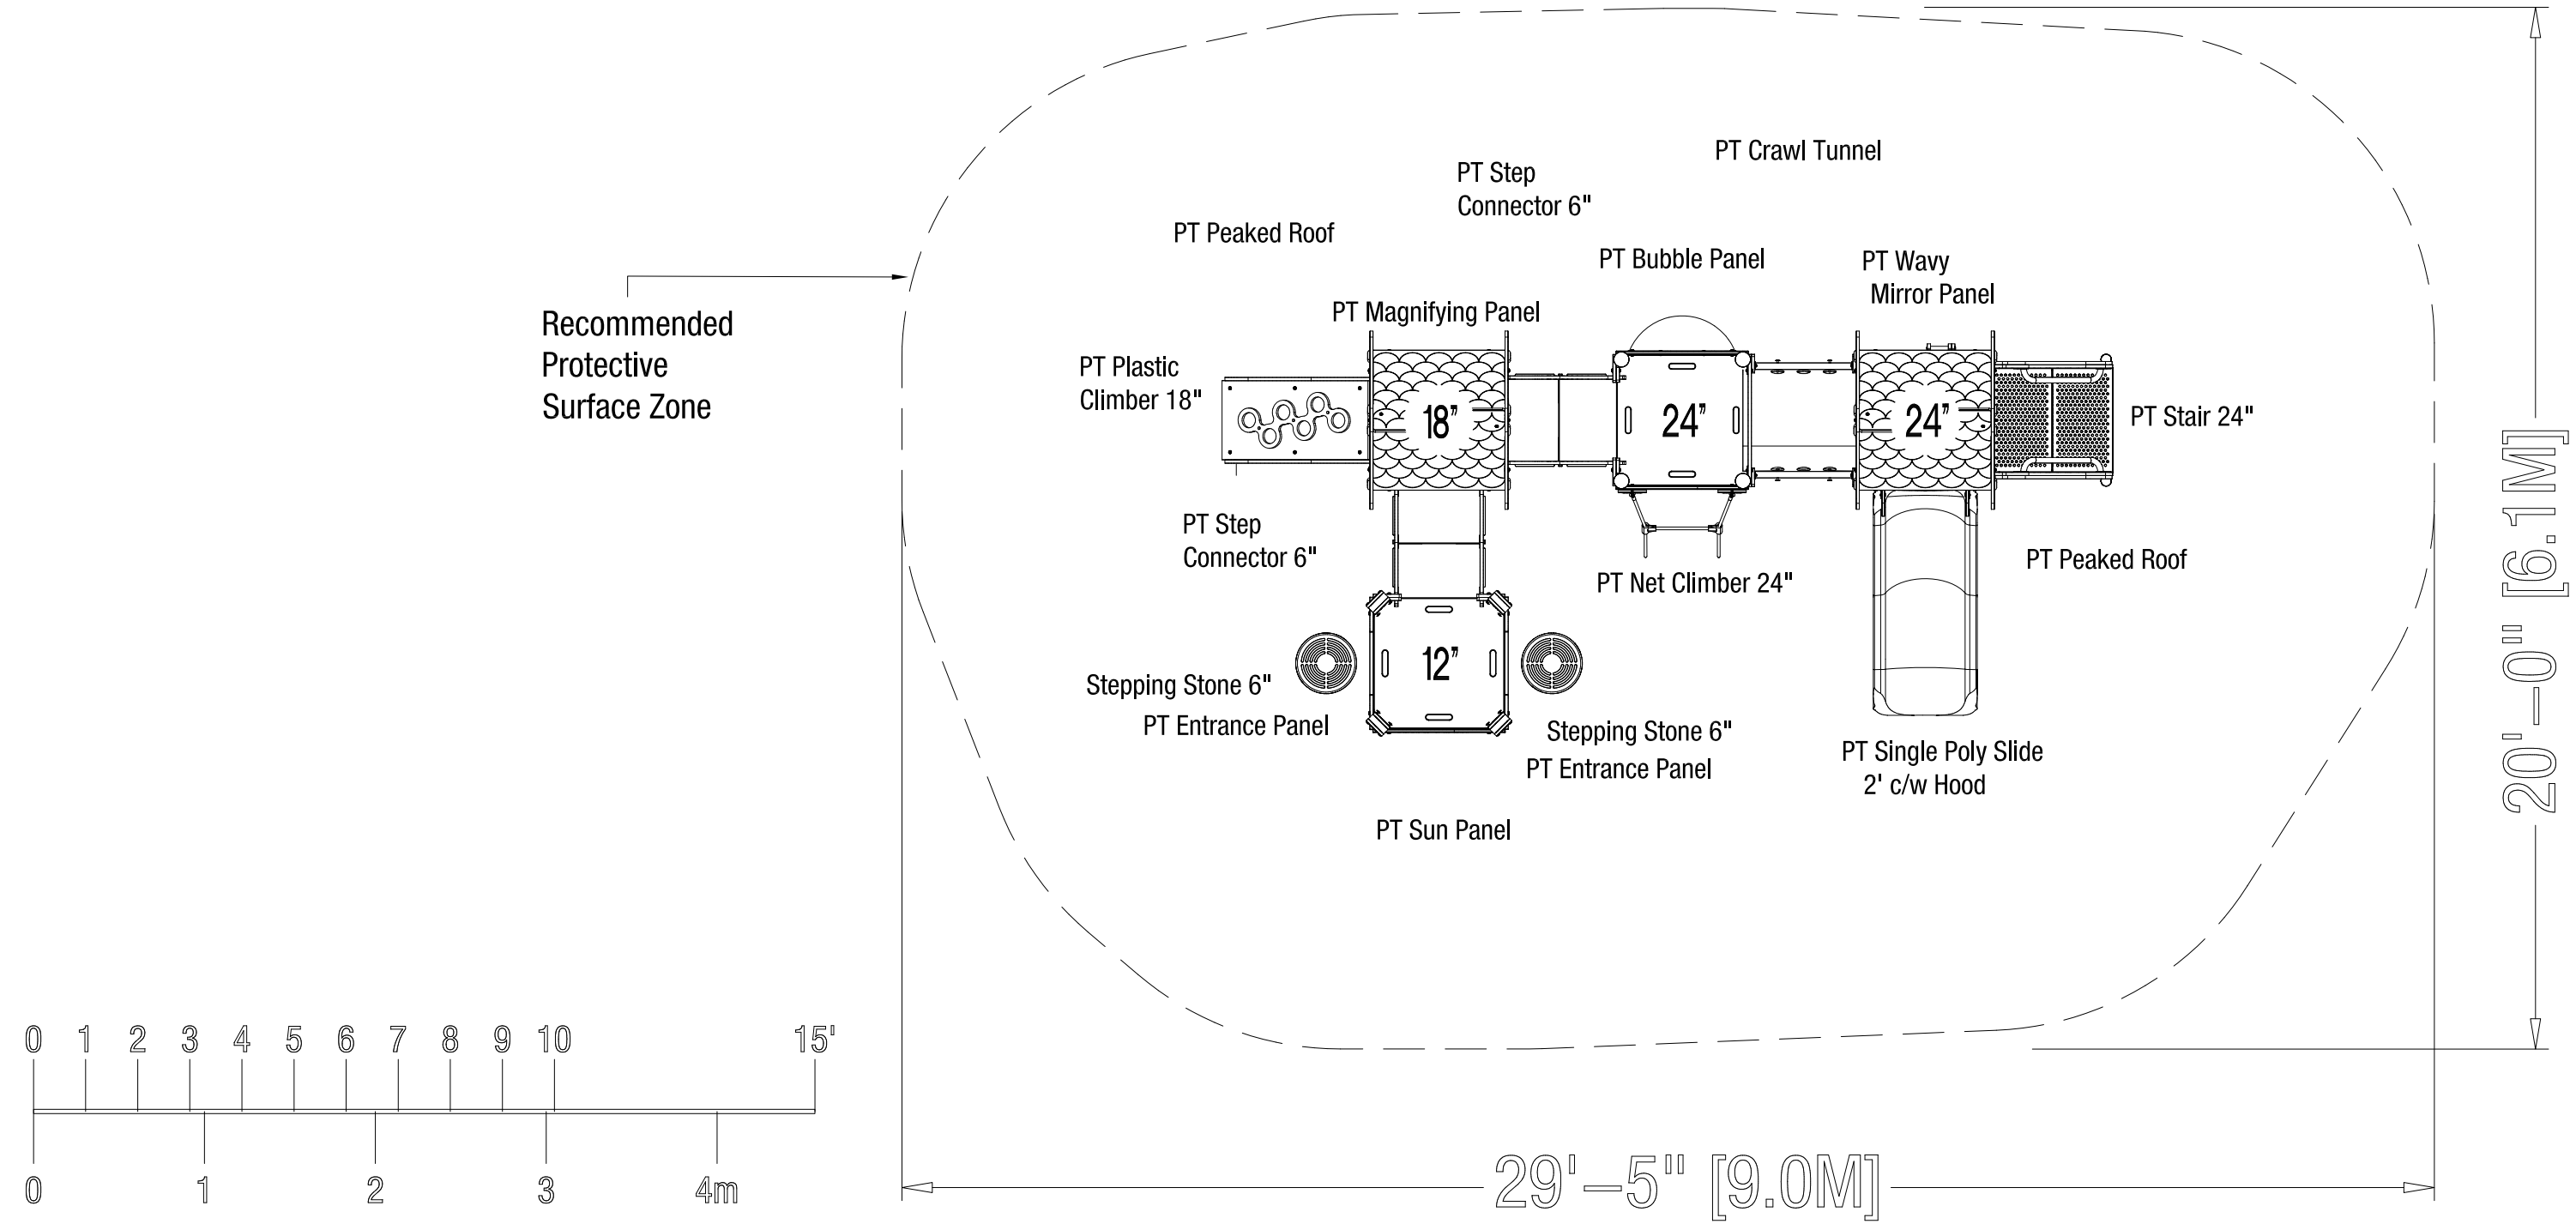 PT Crawl Tunnel
PT Step
Connector 6"
PT Peaked Roof
PT Bubble Panel
PT Wavy
Mirror Panel
PT Magnifying Panel
Recommended
Protective
Surface Zone
PT Plastic
Climber 18"
18"
24"
24"
PT Stair 24"
PT Step
Connector 6"
PT Net Climber 24"
PT Peaked Roof
12"
Stepping Stone 6"
PT Entrance Panel
Stepping Stone 6"
PT Entrance Panel
PT Single Poly Slide
2' c/w Hood
PT Sun Panel
20'–0" [6.1M]
0 1 2 3 4 5 6 7 8 9 10 15'
0 1 2 3 4m
29'–5" [9.0M]